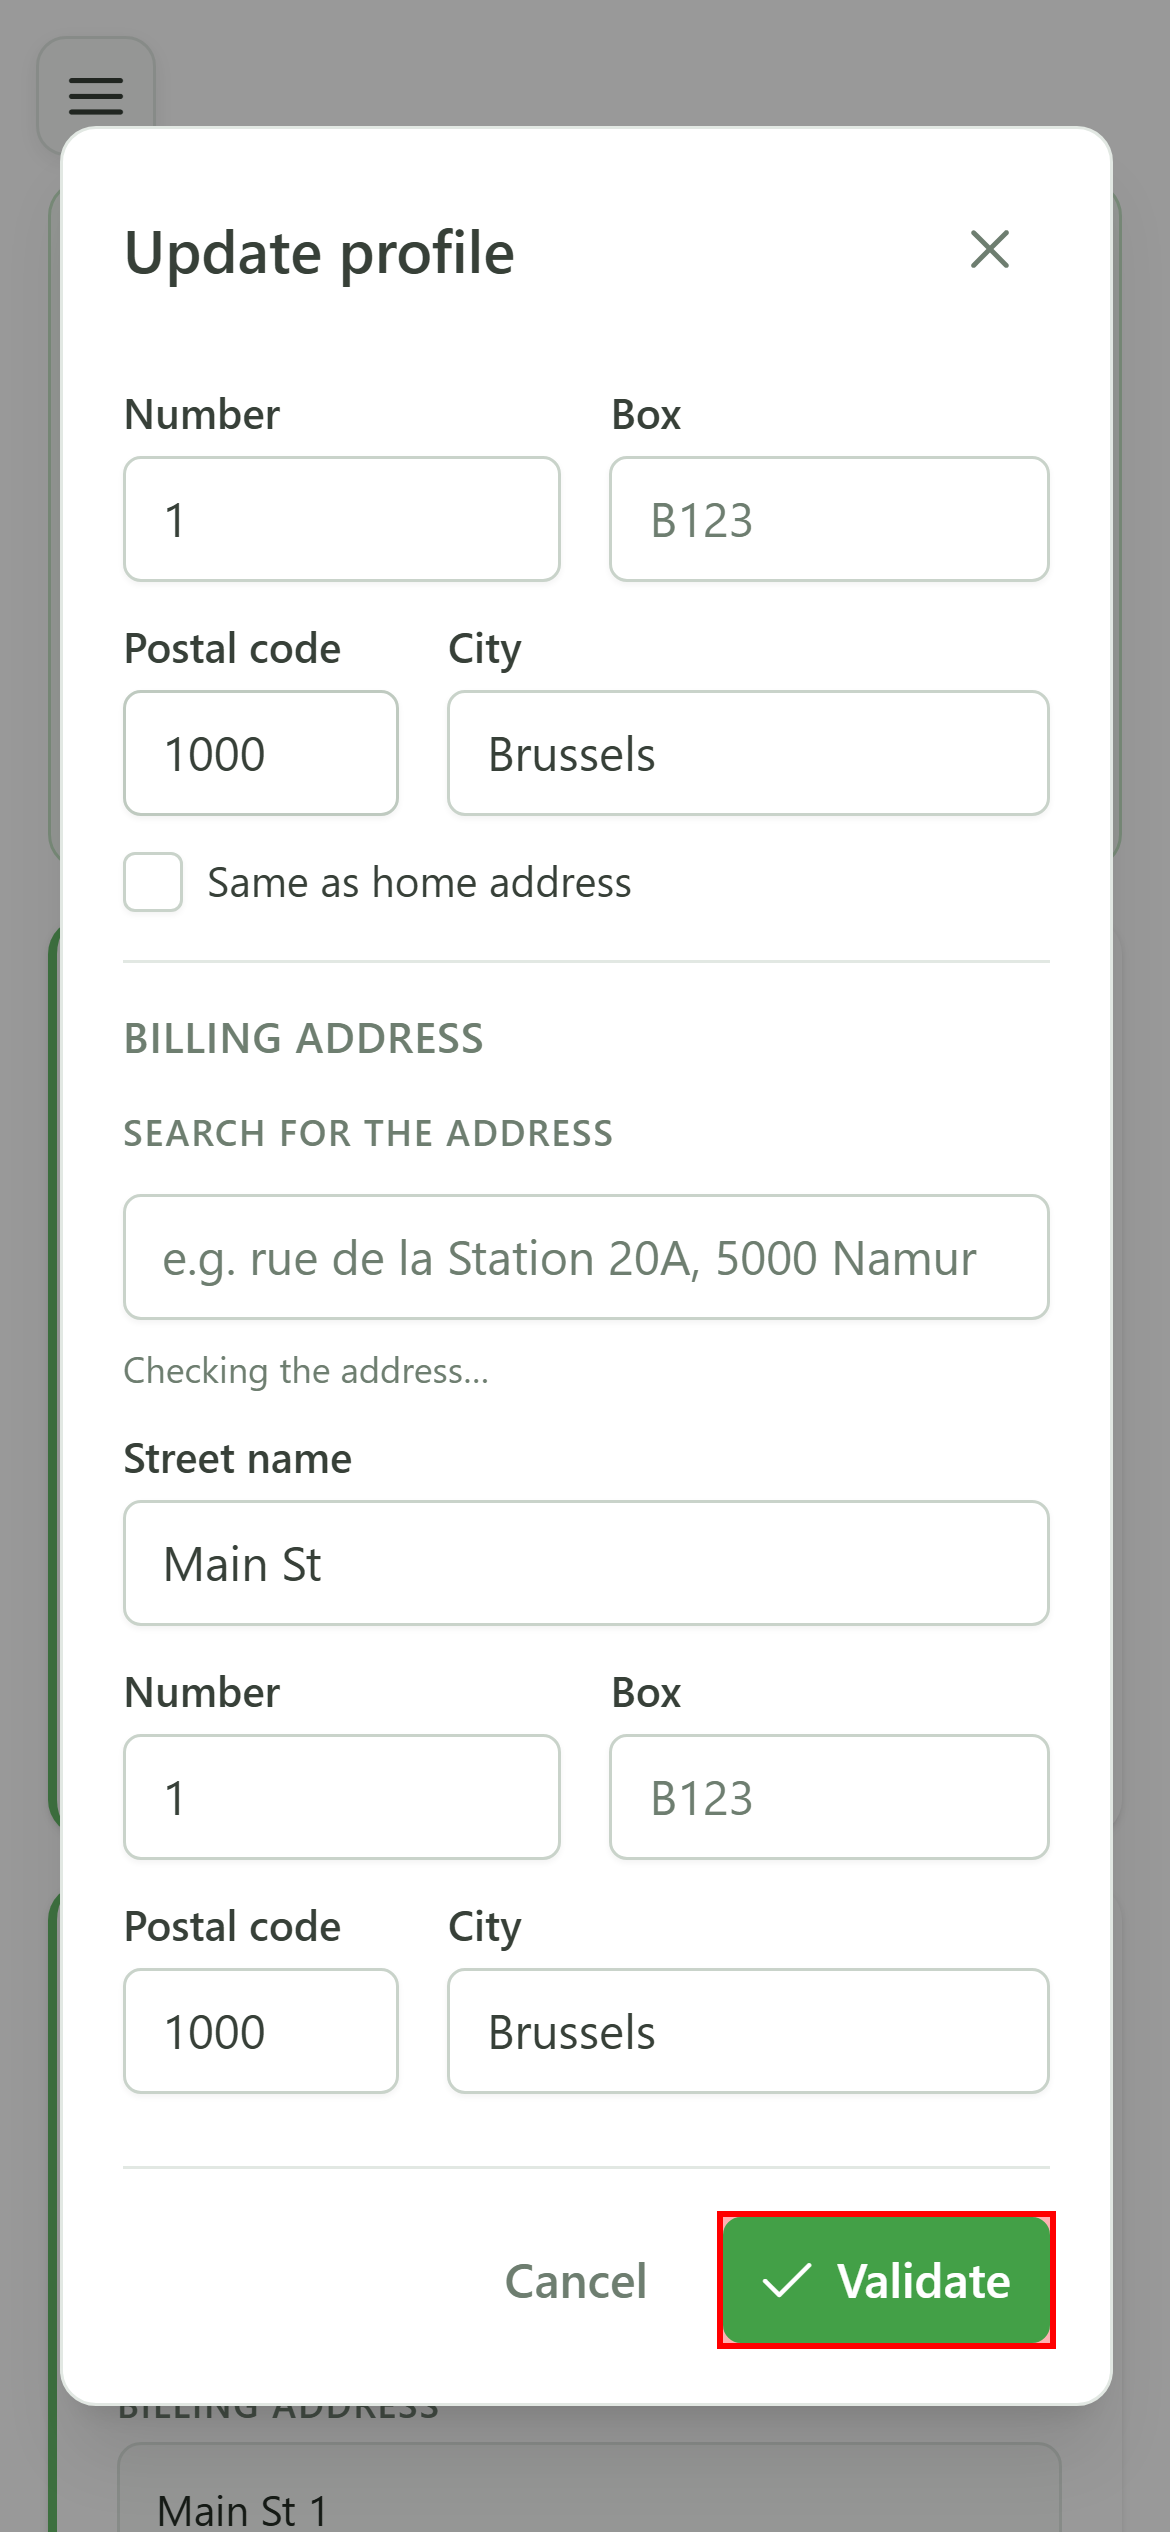 Update profile
Number
Box
1
B123
Postal code
City
1000
Brussels
Same as home address
BILLING ADDRESS
SEARCH FOR THE ADDRESS
e.g. rue de la Station 20A, 5000 Namur
Checking the address...
Street name
Main St
Number
Box
1
B123
Postal code
City
1000
Brussels
Cancel
Validate
BILLING ADDRESS
Main St 1